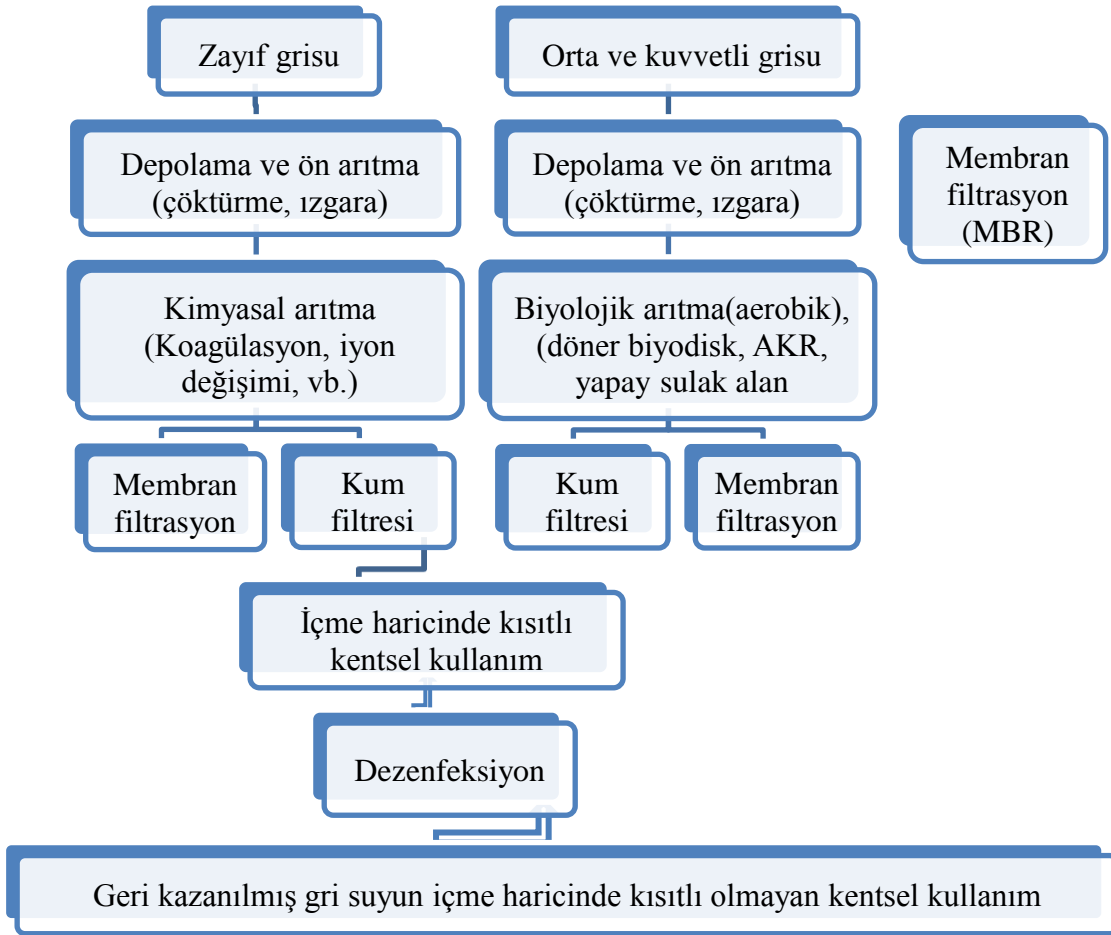 Zayıf grisu
Orta ve kuvvetli grisu
Depolama ve ön arıtma
(çöktürme, ızgara)
Depolama ve ön arıtma
(çöktürme, ızgara)
Membran
filtrasyon
(MBR)
Kimyasal arıtma
(Koagülasyon, iyon
değişimi, vb.)
Biyolojik arıtma(aerobik),
(döner biyodisk, AKR,
yapay sulak alan
Membran
filtrasyon
Kum
filtresi
Kum
filtresi
Membran
filtrasyon
İçme haricinde kısıtlı
kentsel kullanım
Dezenfeksiyon
Geri kazanılmış gri suyun içme haricinde kısıtlı olmayan kentsel kullanım